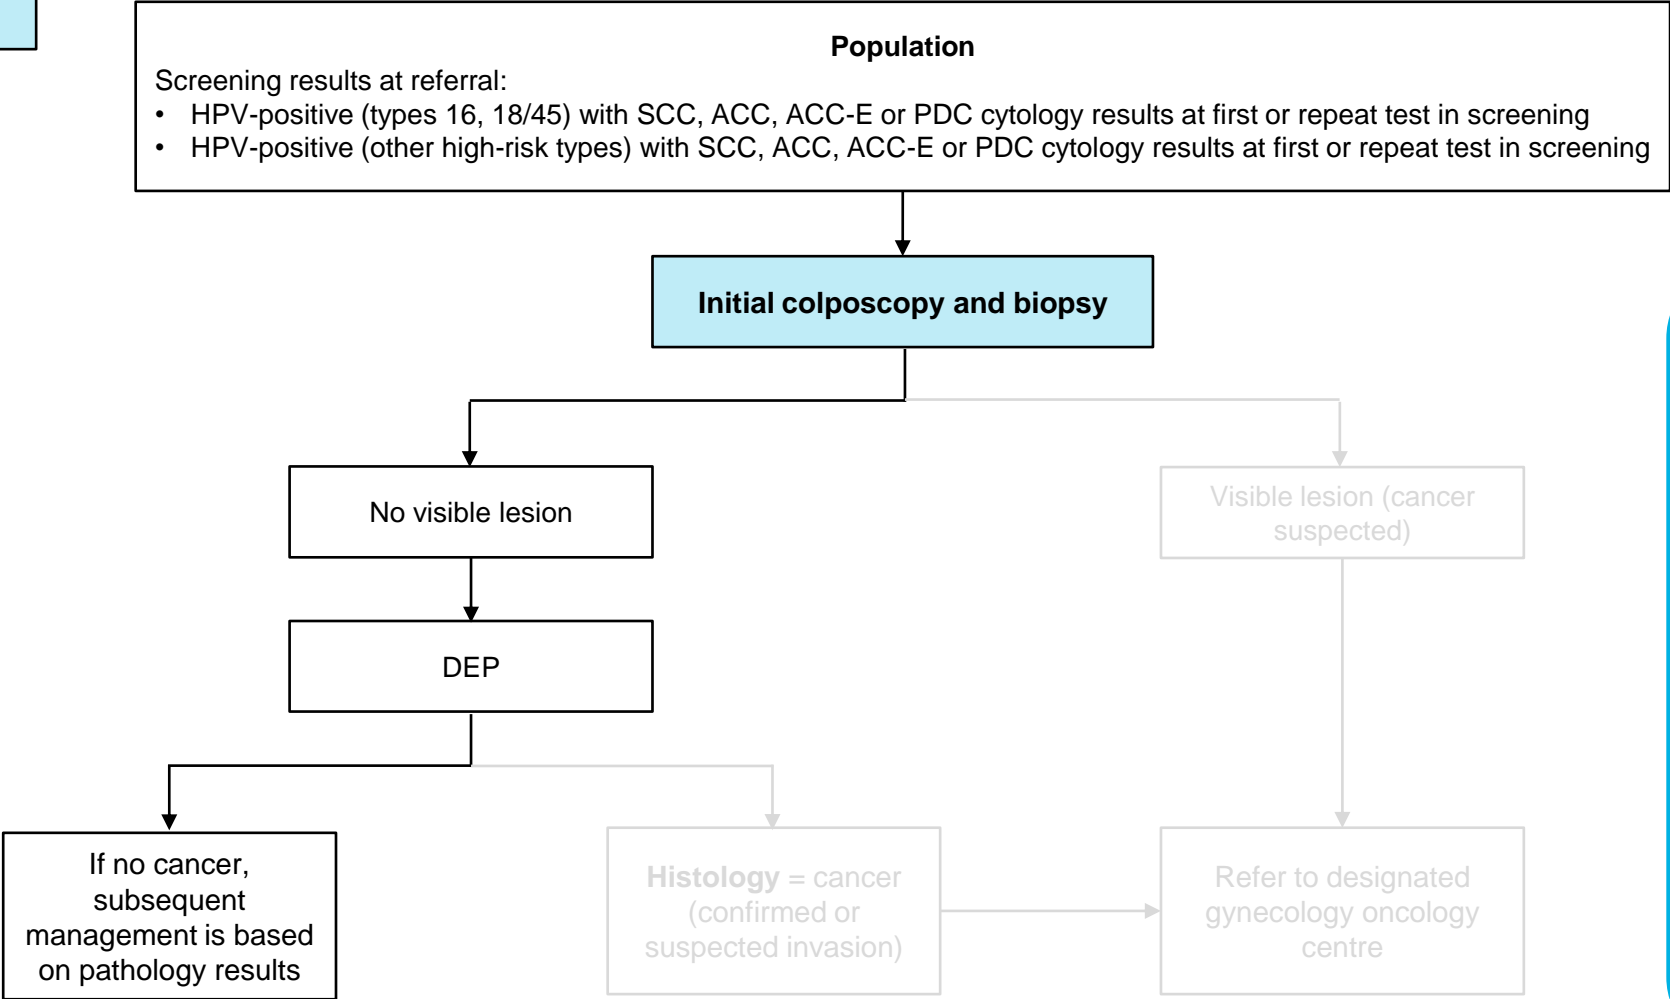 Population
Screening results at referral:
• HPV-positive (types 16, 18/45) with SCC, ACC, ACC-E or PDC cytology results at first or repeat test in screening
• HPV-positive (other high-risk types) with SCC, ACC, ACC-E or PDC cytology results at first or repeat test in screening
Initial colposcopy and biopsy
No visible lesion
Visible lesion (cancer
suspected)
DEP
If no cancer,
subsequent
management is based
on pathology results
Histology = cancer
(confirmed or
suspected invasion)
Refer to designated
gynecology oncology
centre